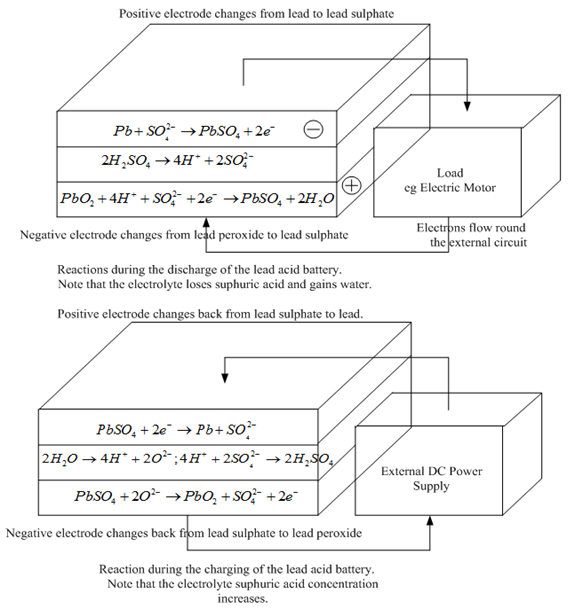 Positive electrode changes from lead to lead sulphate
Pb + SO₄²⁻ → PbSO₄ + 2e⁻ ⊖
2H₂SO₄ → 4H⁺ + 2SO₄²⁻
PbO₂ + 4H⁺ + SO₄²⁻ + 2e⁻ → PbSO₄ + 2H₂O ⊕
Load
eg Electric Motor
Negative electrode changes from lead peroxide to lead sulphate
Electrons flow round
the external circuit
Reactions during the discharge of the lead acid battery.
Note that the electrolyte loses suphuric acid and gains water.
Positive electrode changes back from lead sulphate to lead.
PbSO₄ + 2e⁻ → Pb + SO₄²⁻
2H₂O → 4H⁺ + 2O²⁻ ; 4H⁺ + 2SO₄²⁻ → 2H₂SO₄
PbSO₄ + 2O²⁻ → PbO₂ + SO₄²⁻ + 2e⁻
External DC Power
Supply
Negative electrode changes back from lead sulphate to lead peroxide
Reaction during the charging of the lead acid battery.
Note that the electrolyte suphuric acid concentration
increases.